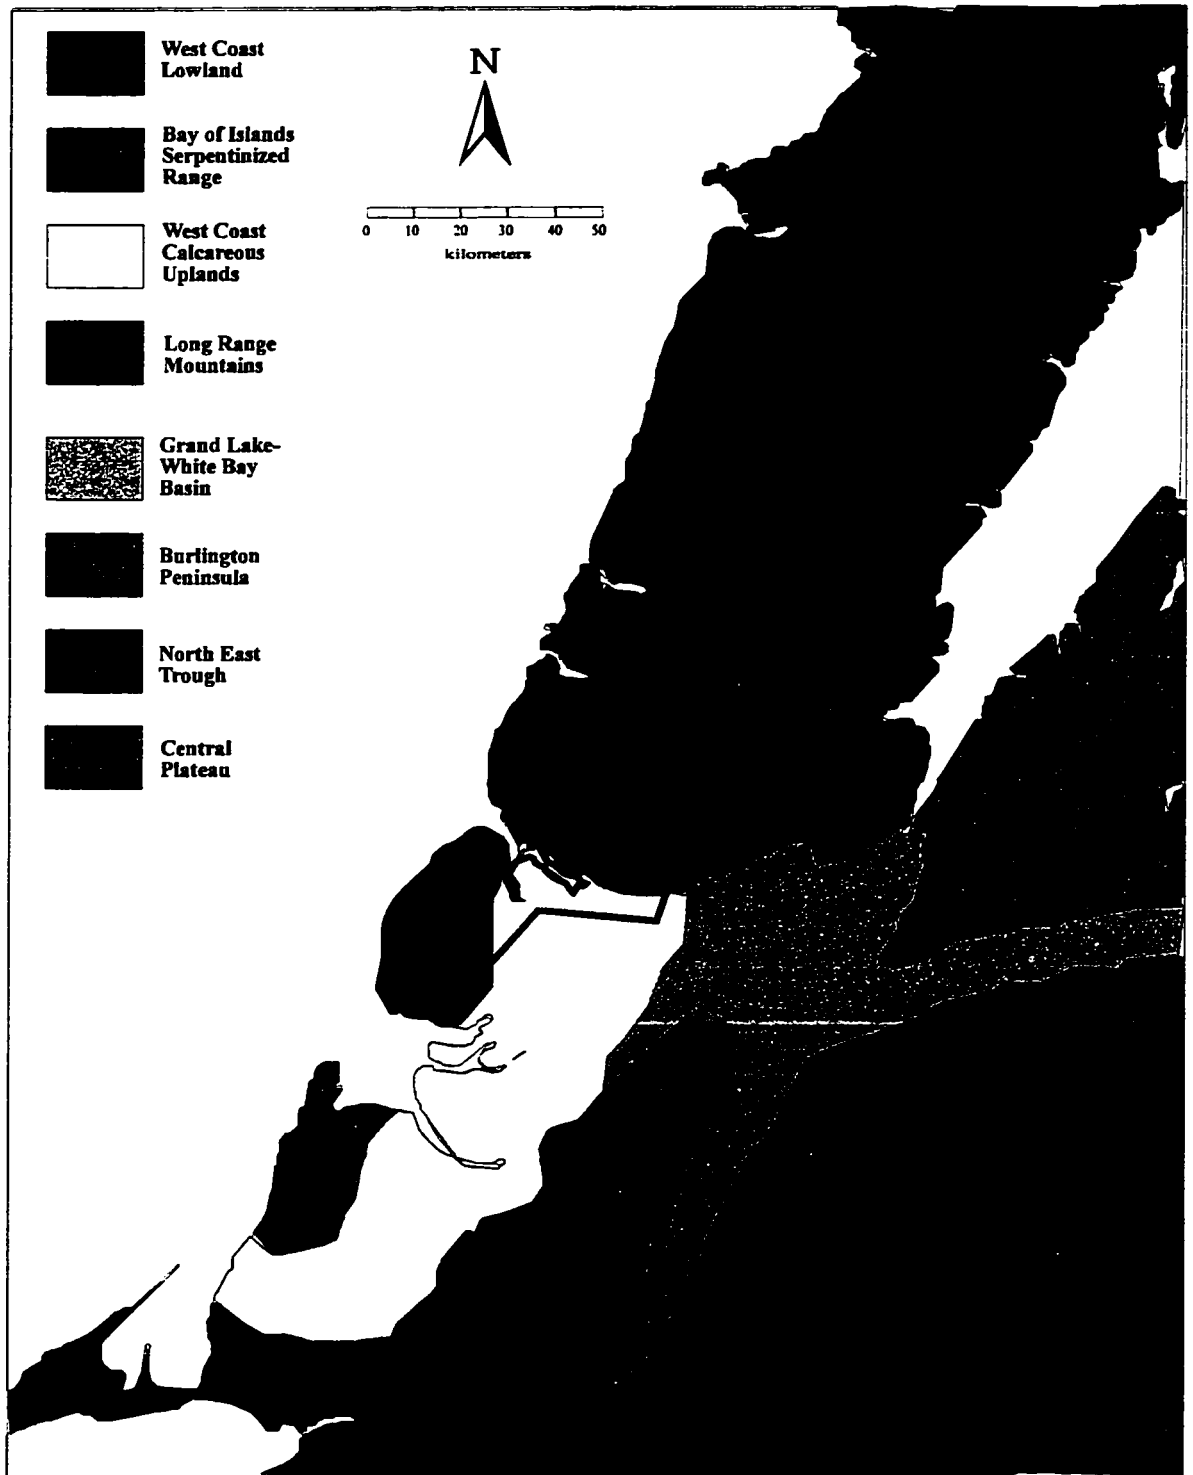 West Coast
Lowland
Bay of Islands
Serpentinized
Range
West Coast
Calcareous
Uplands
Long Range
Mountains
Grand Lake-
White Bay
Basin
Burlington
Peninsula
North East
Trough
Central
Plateau
N
0 10 20 30 40 50
kilometers